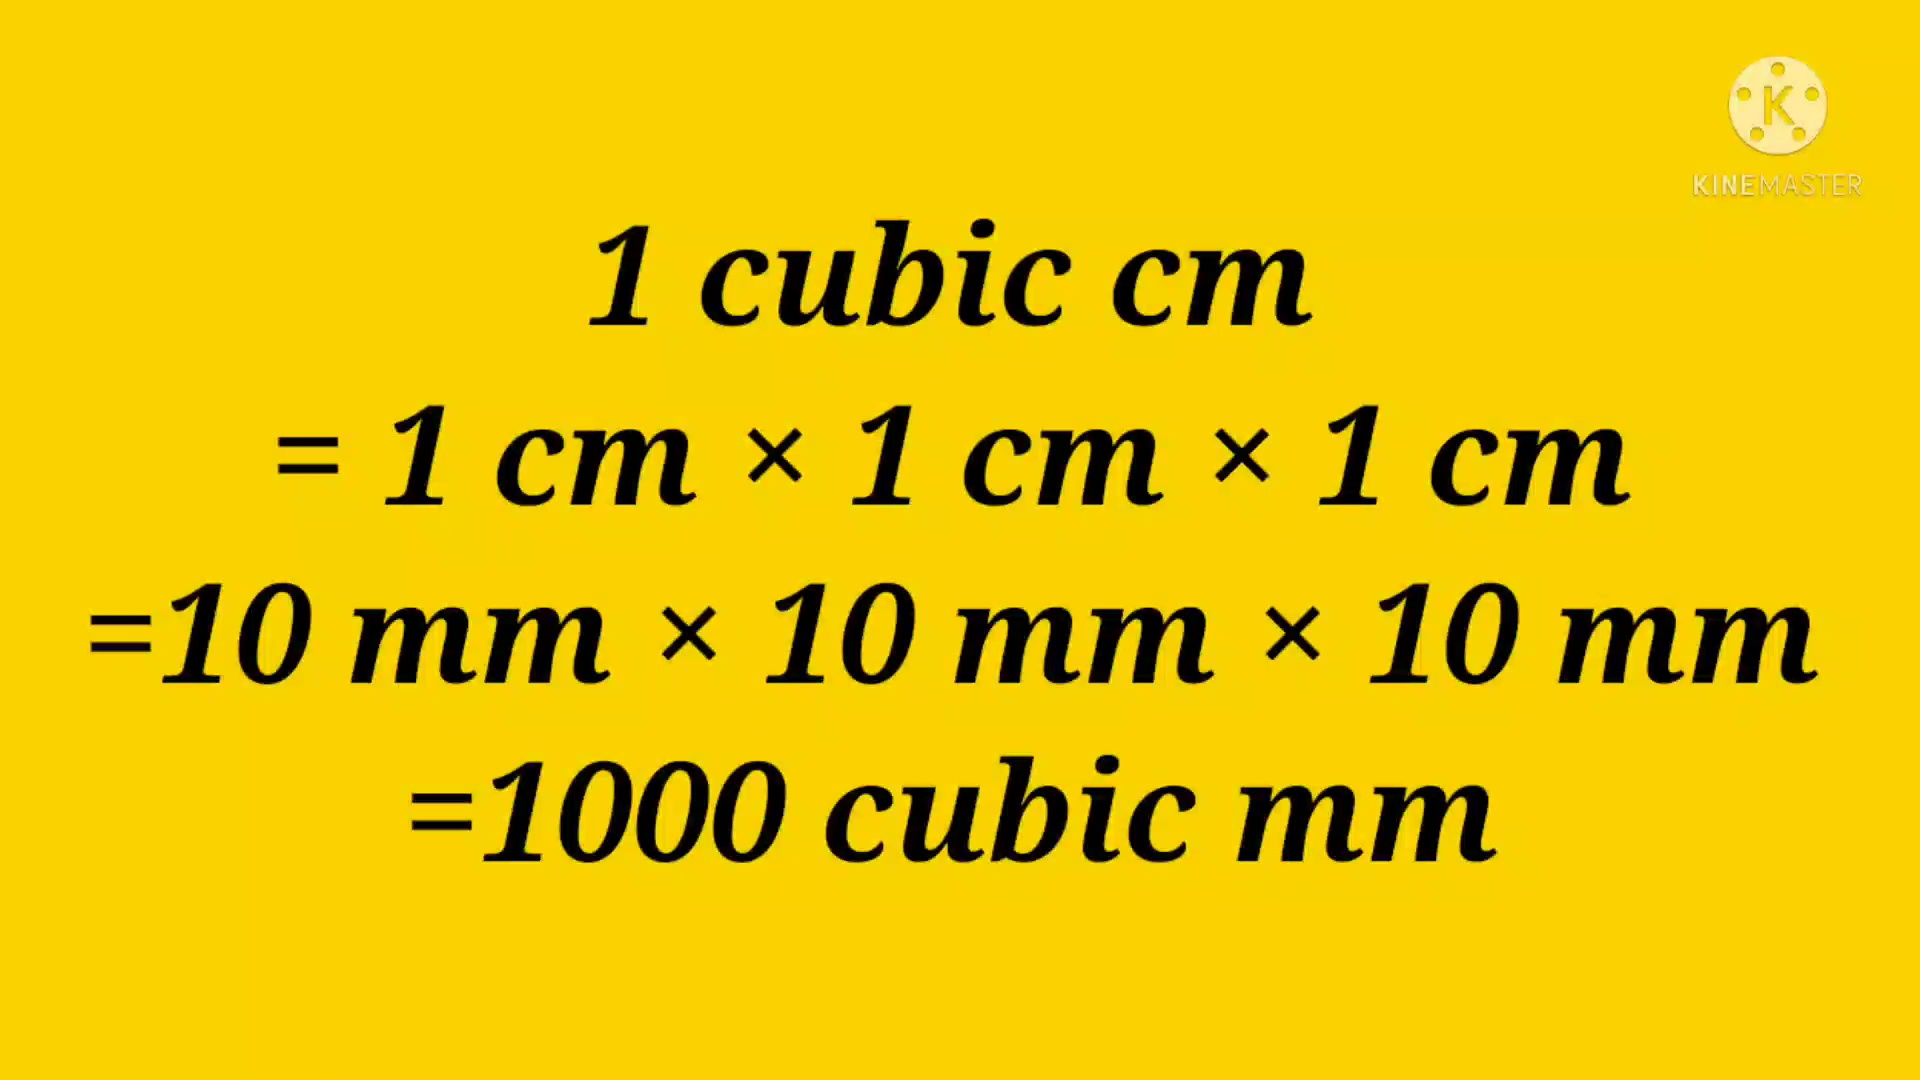 K
KINEMASTER
1 cubic cm
= 1 cm × 1 cm × 1 cm
=10 mm × 10 mm × 10 mm
=1000 cubic mm